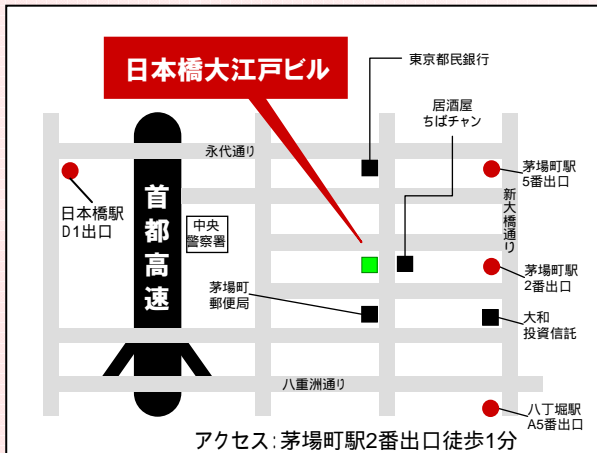 日本橋大江戸ビル
東京都民銀行
居酒屋
ちばチャン
永代通り
茅場町駅
5番出口
日本橋駅
D1出口
首都高速
中央
警察署
新大橋通り
茅場町駅
2番出口
茅場町
郵便局
大和
投資信託
八重洲通り
八丁堀駅
A5番出口
アクセス:茅場町駅2番出口徒歩1分